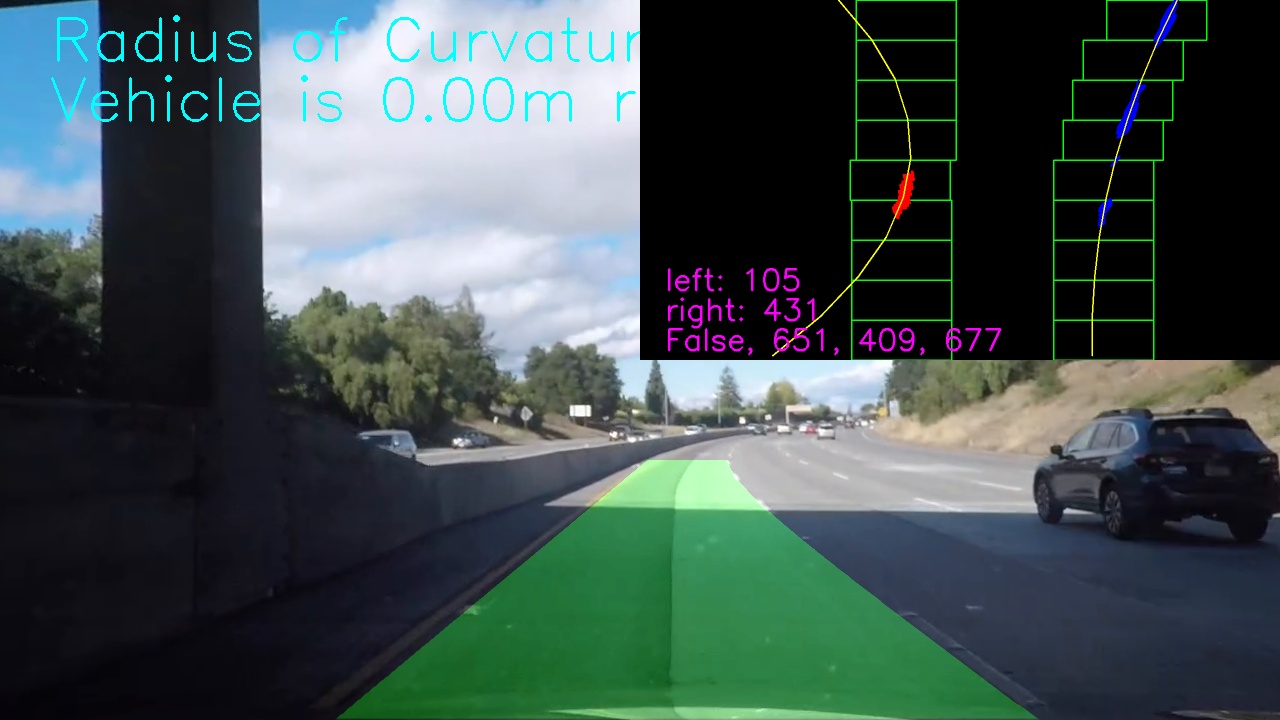 Radius of Curvatur
Vehicle is 0.00m r
left: 105
right: 431
False, 651, 409, 677